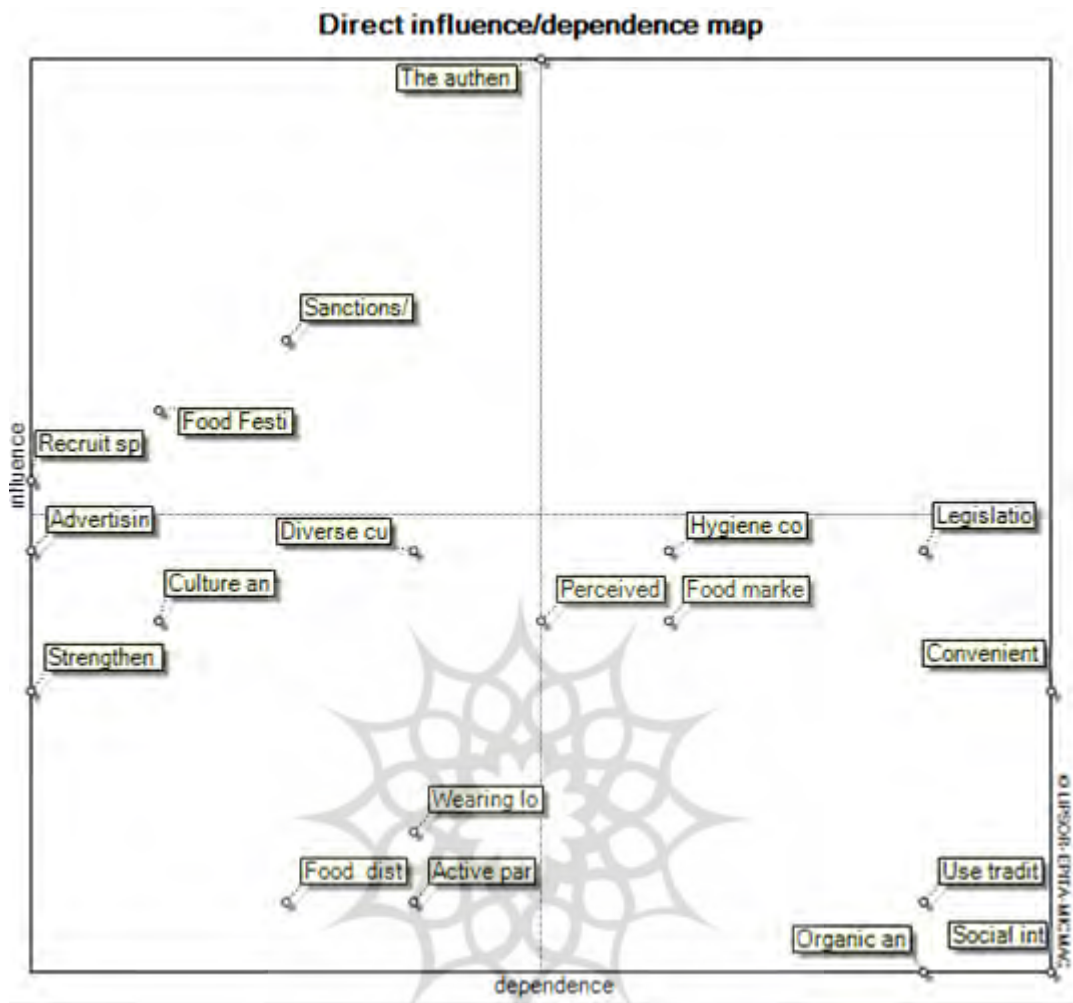 Direct influence/dependence map
The authen
Sanctions/
Food Festi
Recruit sp
influence
Advertisin
Diverse cu
Hygiene co
Legislatio
Culture an
Perceived
Food marke
Strengthen
Convenient
Wearing lo
Food dist
Active par
Use tradit
Organic an
Social int
dependence
© LIPSOR-EPITA-MICMAC